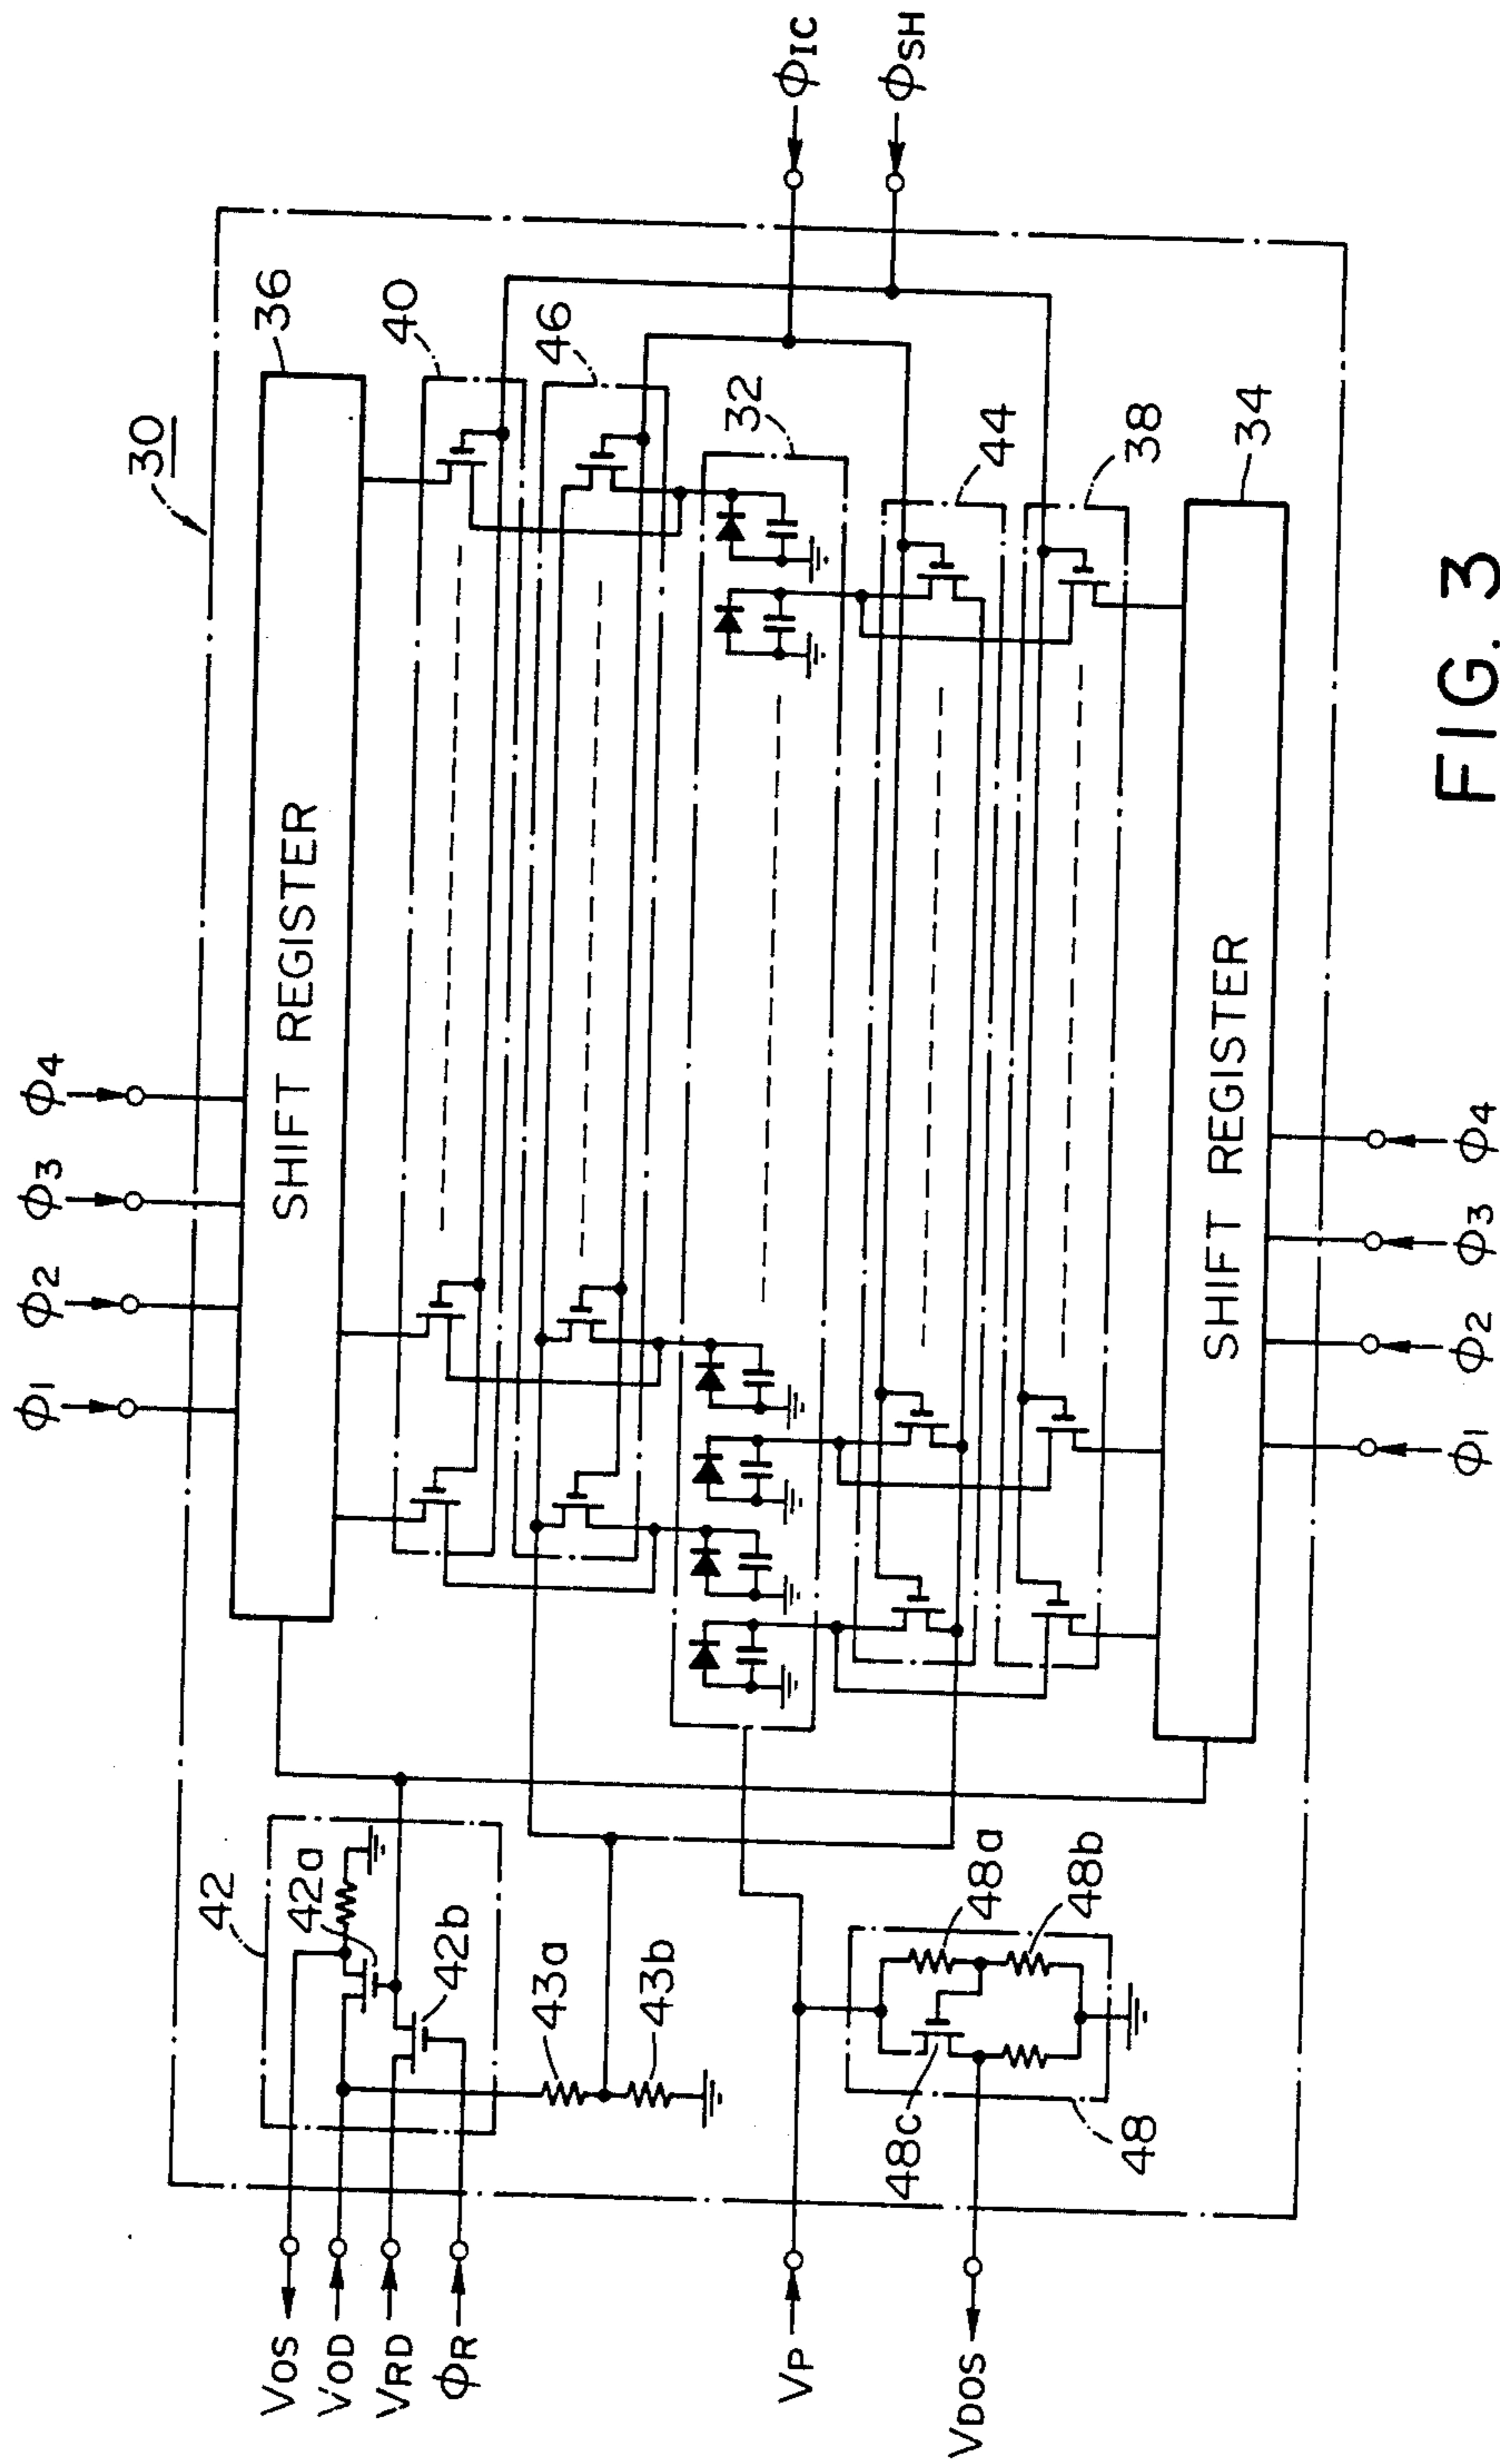 φ1 φ2 φ3 φ4
30
36
SHIFT REGISTER
40
46
32
44
38
34
SHIFT REGISTER
φ1 φ2 φ3 φ4
φIC
φSH
42
42a
42b
43a
43b
48a
48b
48c
48
VOS
VOD
VRD
φR
VP
VDOS
FIG. 3